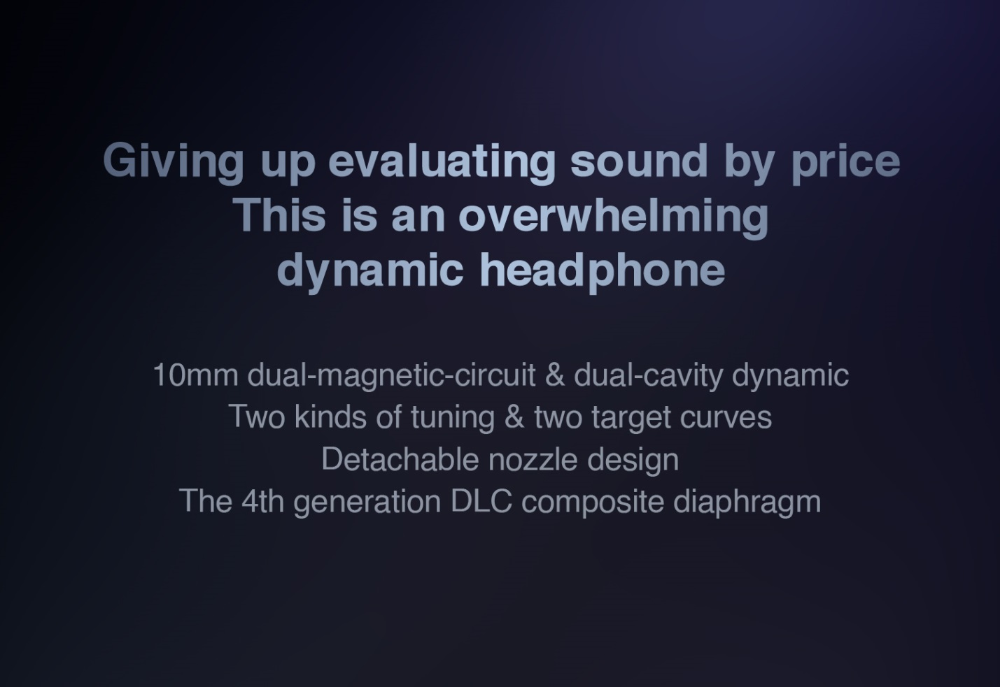 Giving up evaluating sound by price
This is an overwhelming
dynamic headphone
10mm dual-magnetic-circuit & dual-cavity dynamic
Two kinds of tuning & two target curves
Detachable nozzle design
The 4th generation DLC composite diaphragm